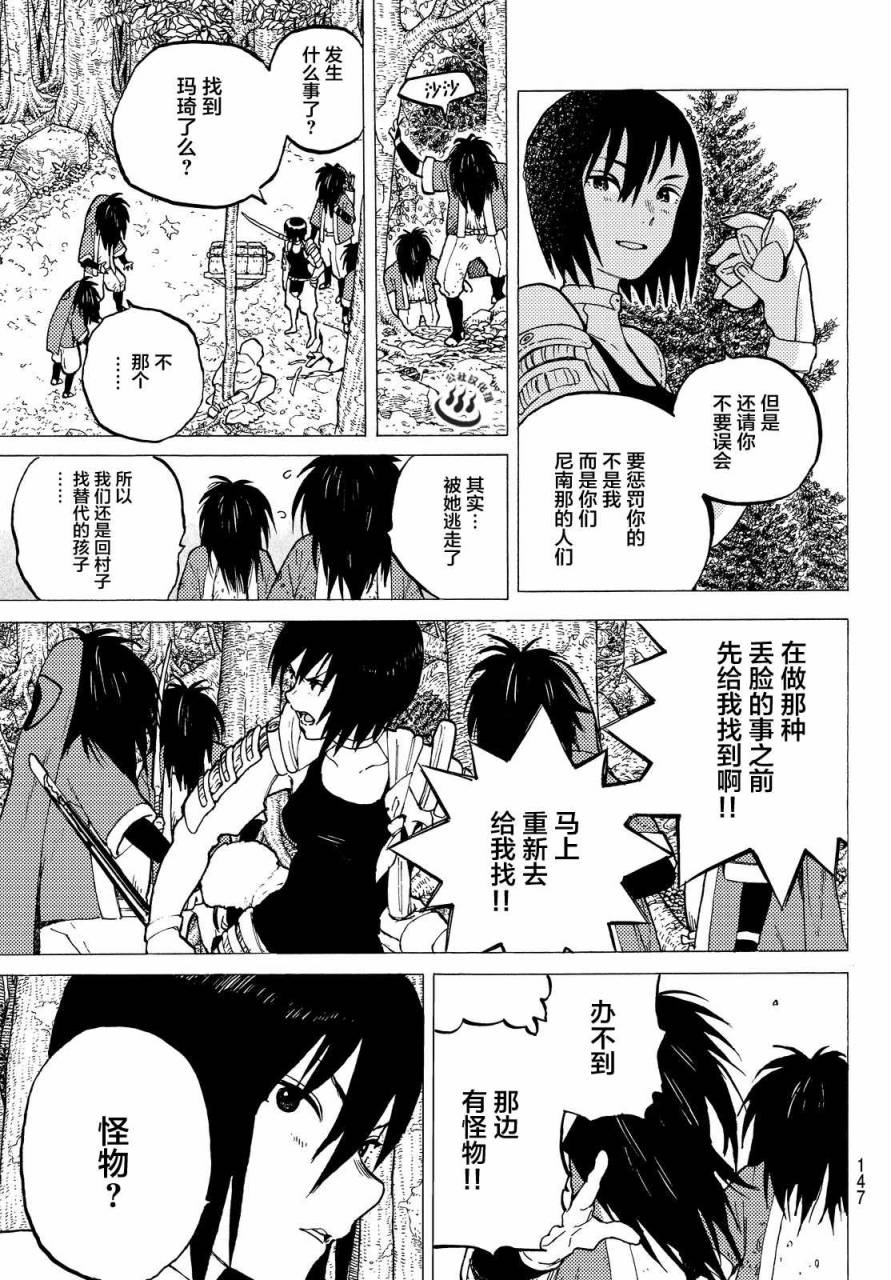 但是
还请你
不要误会
要惩罚你的
不是我
而是你们
尼南那的人们
沙沙
发生
什么事了?
找到
玛琦了么?
不
那个
……
其实…
被她逃走了
所以
我们还是回村子
找替代的孩子
……
在做那种
丢脸的事之前
先给我找到啊!!
马上
重新去
给我找!!
办不到
那边
有怪物!!
怪物?
147